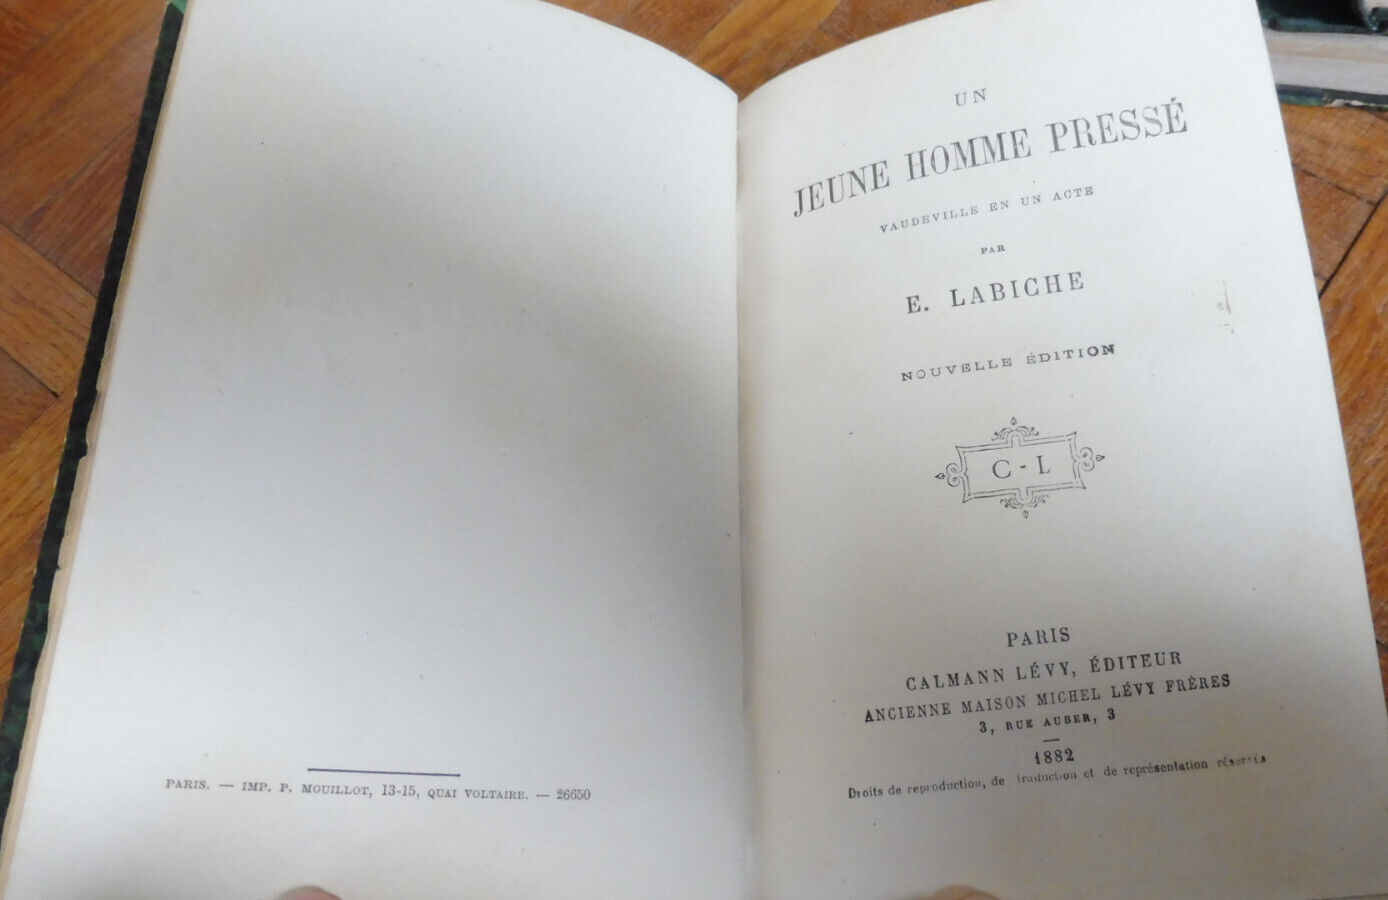 PARIS. — IMP. P. MOUILLOT, 13-15, QUAI VOLTAIRE. — 26650
UN
JEUNE HOMME PRESSÉ
VAUDEVILLE EN UN ACTE
PAR
E. LABICHE
NOUVELLE ÉDITION
C-L
PARIS
CALMANN LÉVY, ÉDITEUR
ANCIENNE MAISON MICHEL LÉVY FRÈRES
3, RUE AUBER, 3
1882
Droits de reproduction, de traduction et de représentation réservés